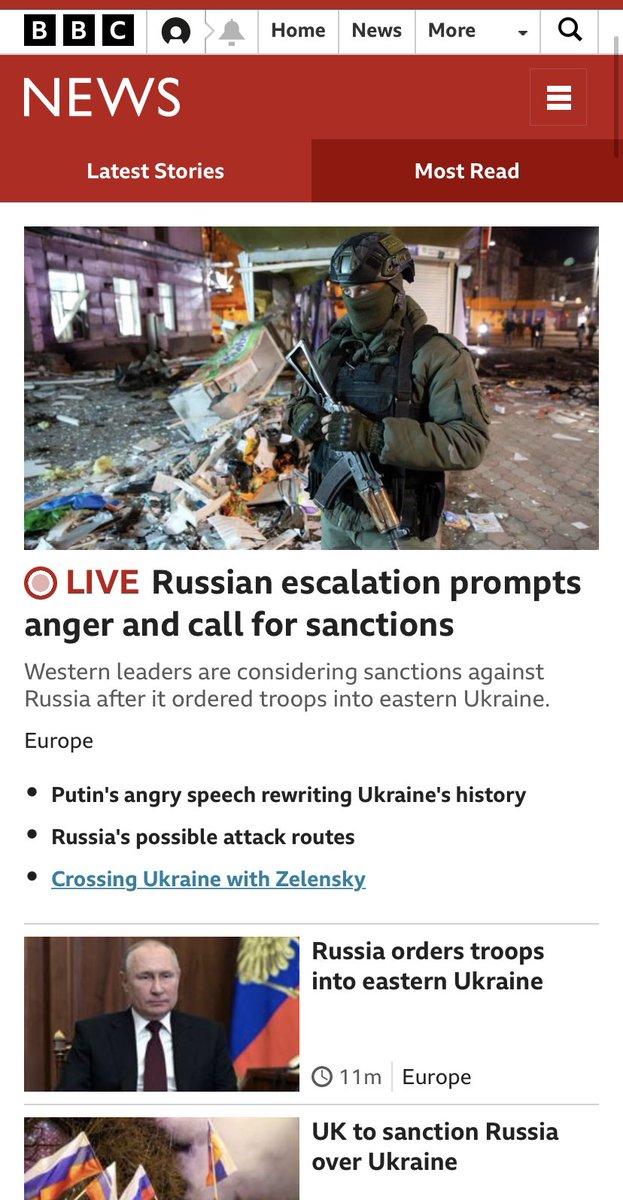 BBC Home News More
NEWS
Latest Stories Most Read
LIVE Russian escalation prompts
anger and call for sanctions
Western leaders are considering sanctions against
Russia after it ordered troops into eastern Ukraine.
Europe
• Putin's angry speech rewriting Ukraine's history
• Russia's possible attack routes
• Crossing Ukraine with Zelensky
Russia orders troops
into eastern Ukraine
11m Europe
UK to sanction Russia
over Ukraine